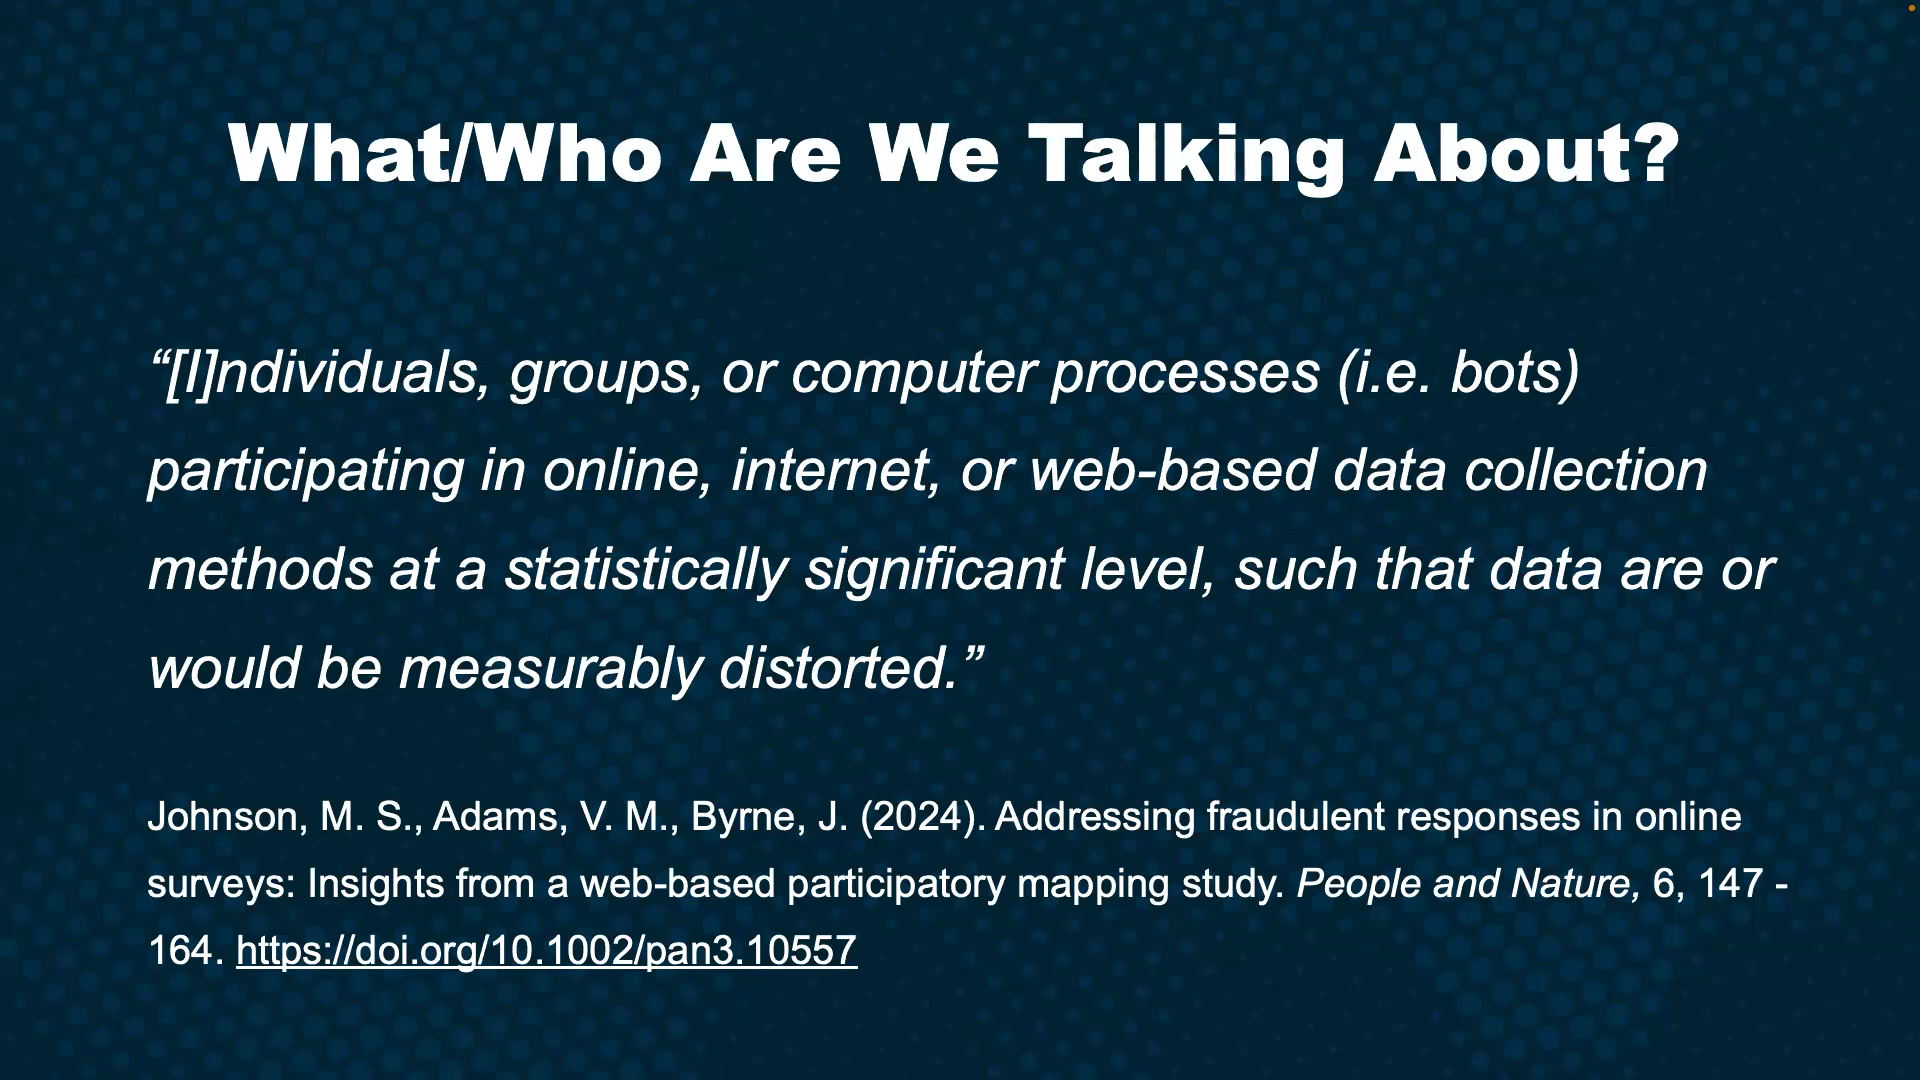 What/Who Are We Talking About?
“[I]ndividuals, groups, or computer processes (i.e. bots)
participating in online, internet, or web-based data collection
methods at a statistically significant level, such that data are or
would be measurably distorted.”
Johnson, M. S., Adams, V. M., Byrne, J. (2024). Addressing fraudulent responses in online
surveys: Insights from a web-based participatory mapping study. People and Nature, 6, 147 -
164. https://doi.org/10.1002/pan3.10557